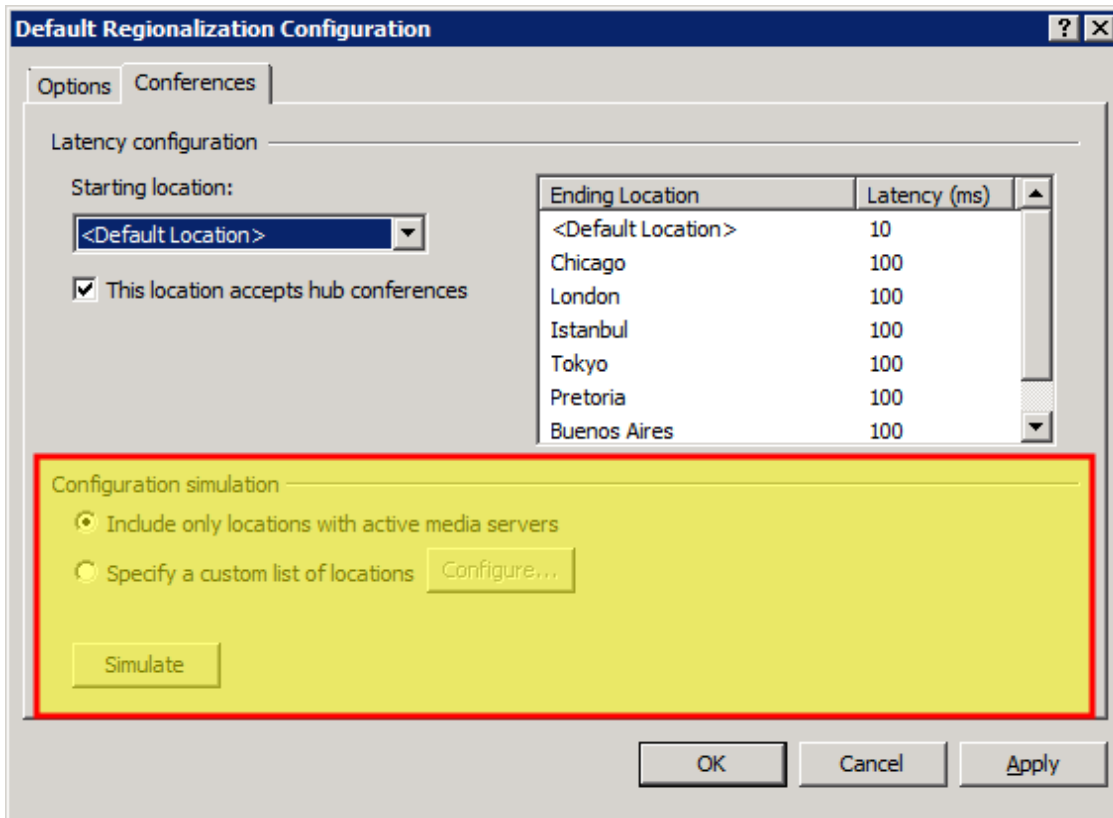 Default Regionalization Configuration
Options Conferences
Latency configuration
Starting location:
<Default Location>
This location accepts hub conferences
Ending Location Latency (ms)
<Default Location> 10
Chicago 100
London 100
Istanbul 100
Tokyo 100
Pretoria 100
Buenos Aires 100
Configuration simulation
Include only locations with active media servers
Specify a custom list of locations Configure...
Simulate
OK Cancel Apply